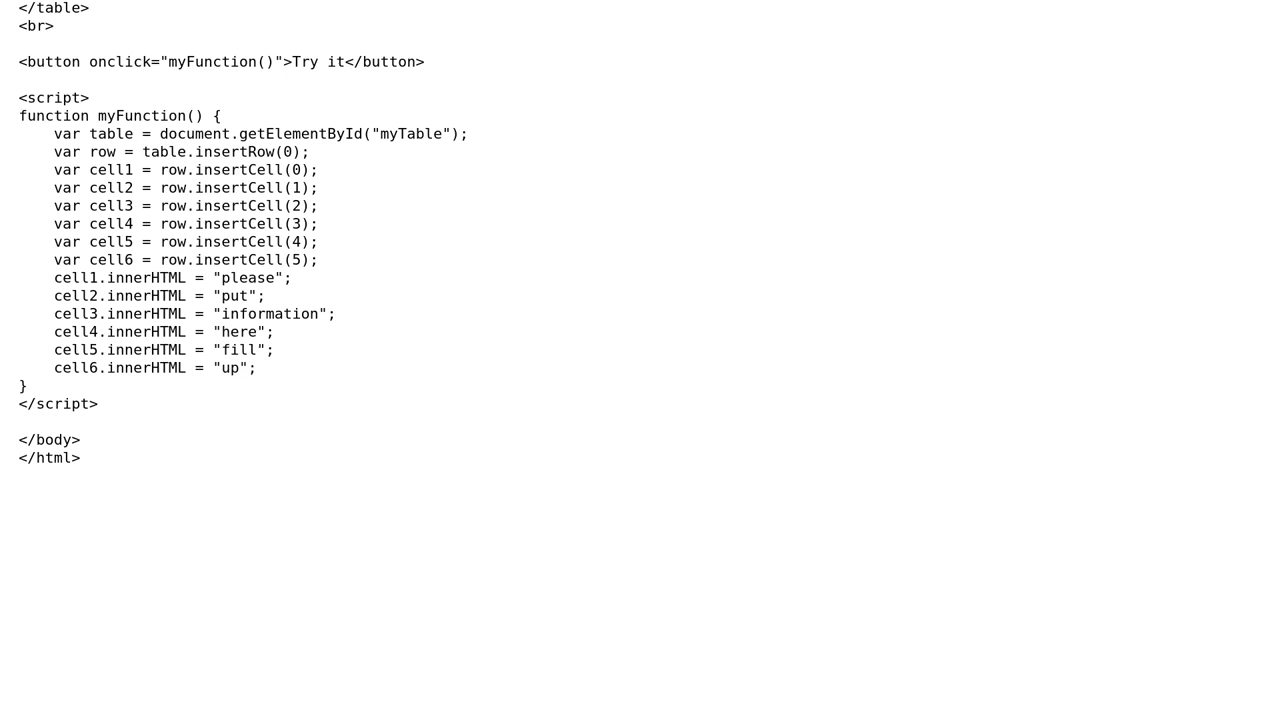 </table>
<br>

<button onclick="myFunction()">Try it</button>

<script>
function myFunction() {
    var table = document.getElementById("myTable");
    var row = table.insertRow(0);
    var cell1 = row.insertCell(0);
    var cell2 = row.insertCell(1);
    var cell3 = row.insertCell(2);
    var cell4 = row.insertCell(3);
    var cell5 = row.insertCell(4);
    var cell6 = row.insertCell(5);
    cell1.innerHTML = "please";
    cell2.innerHTML = "put";
    cell3.innerHTML = "information";
    cell4.innerHTML = "here";
    cell5.innerHTML = "fill";
    cell6.innerHTML = "up";
}
</script>

</body>
</html>